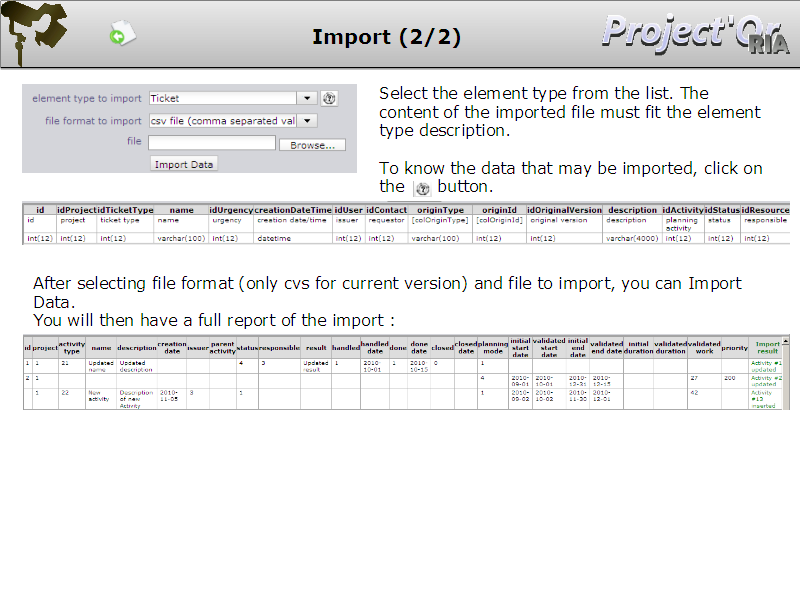 Import (2/2)
Project'Or
RIA
element type to import Ticket
file format to import csv file (comma separated val
file Browse...
Import Data
Select the element type from the list. The
content of the imported file must fit the element
type description.
To know the data that may be imported, click on
the button.
id idProject idTicketType name idUrgency creationDateTime idUser idContact originType originId idOriginalVersion description idActivity idStatus idResource
id project ticket type name urgency creation date/time issuer requestor [colOriginType] [colOriginId] original version description planning activity status responsible
int(12) int(12) int(12) varchar(100) int(12) datetime int(12) int(12) varchar(100) int(12) int(12) varchar(4000) int(12) int(12) int(12)
After selecting file format (only cvs for current version) and file to import, you can Import
Data.
You will then have a full report of the import :
id project activity type name description creation date issuer parent activity status responsible result handled handled date done done date closed closed date planning mode initial start date validated start date initial end date validated end date initial duration validated duration validated work priority Import result
1 1 21 Updated name Updated description 4 3 Updated result 1 2010-10-01 1 2010-10-15 0 1 Activity #1 updated
2 1 4 2010-09-01 2010-10-01 2010-12-31 2010-12-15 27 200 Activity #2 updated
1 22 New activity Description of new Activity 2010-11-05 3 1 1 2010-09-02 2010-10-02 2010-11-30 2010-12-01 42 Activity #13 inserted